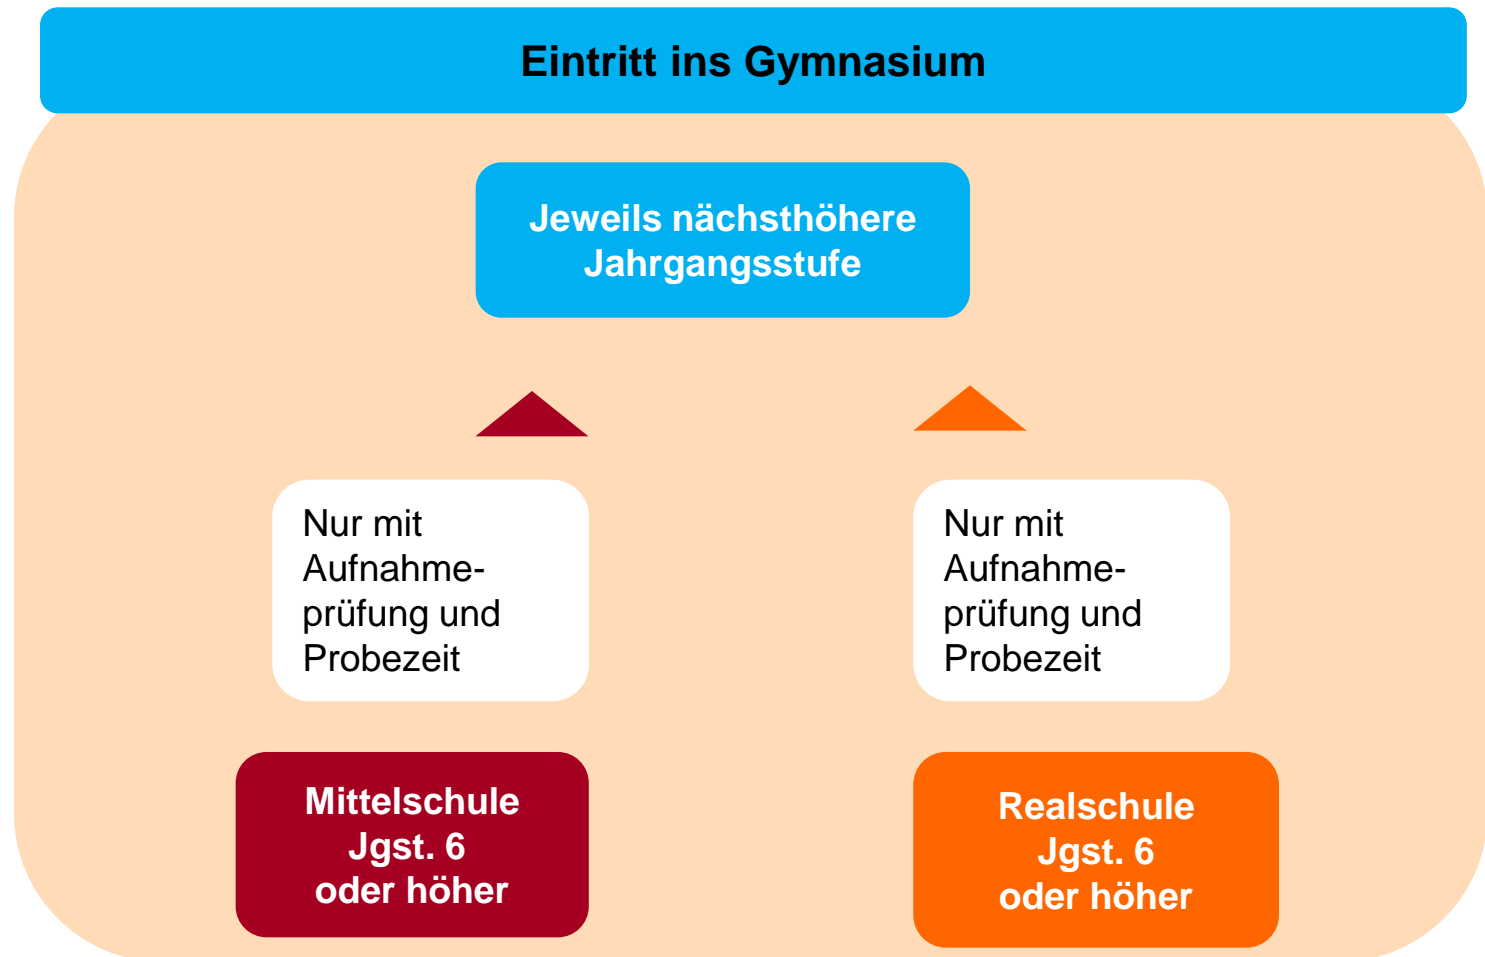 Eintritt ins Gymnasium
Jeweils nächsthöhere
Jahrgangsstufe
Nur mit
Aufnahme-
prüfung und
Probezeit
Nur mit
Aufnahme-
prüfung und
Probezeit
Mittelschule
Jgst. 6
oder höher
Realschule
Jgst. 6
oder höher